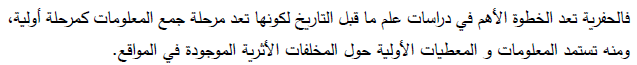 فالحفرية تعد الخطوة الأهم في دراسات علم ما قبل التاريخ لكونها تعد مرحلة جمع المعلومات كمرحلة أولية،
ومنه تستمد المعلومات و المعطيات الأولية حول المخلفات الأثرية الموجودة في المواقع.